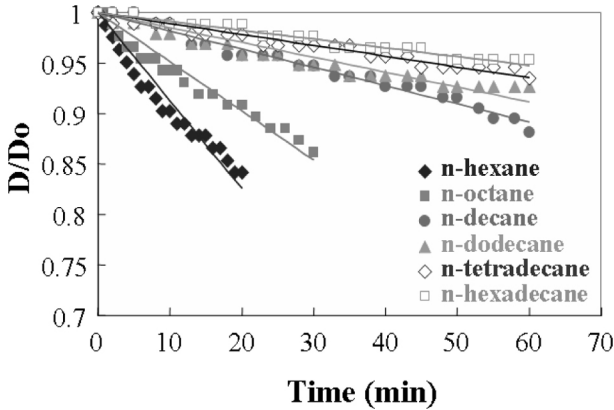 1
0.95
0.9
0.85
0.8
0.75
0.7
D/Do
n-hexane
n-octane
n-decane
n-dodecane
n-tetradecane
n-hexadecane
0 10 20 30 40 50 60 70
Time (min)